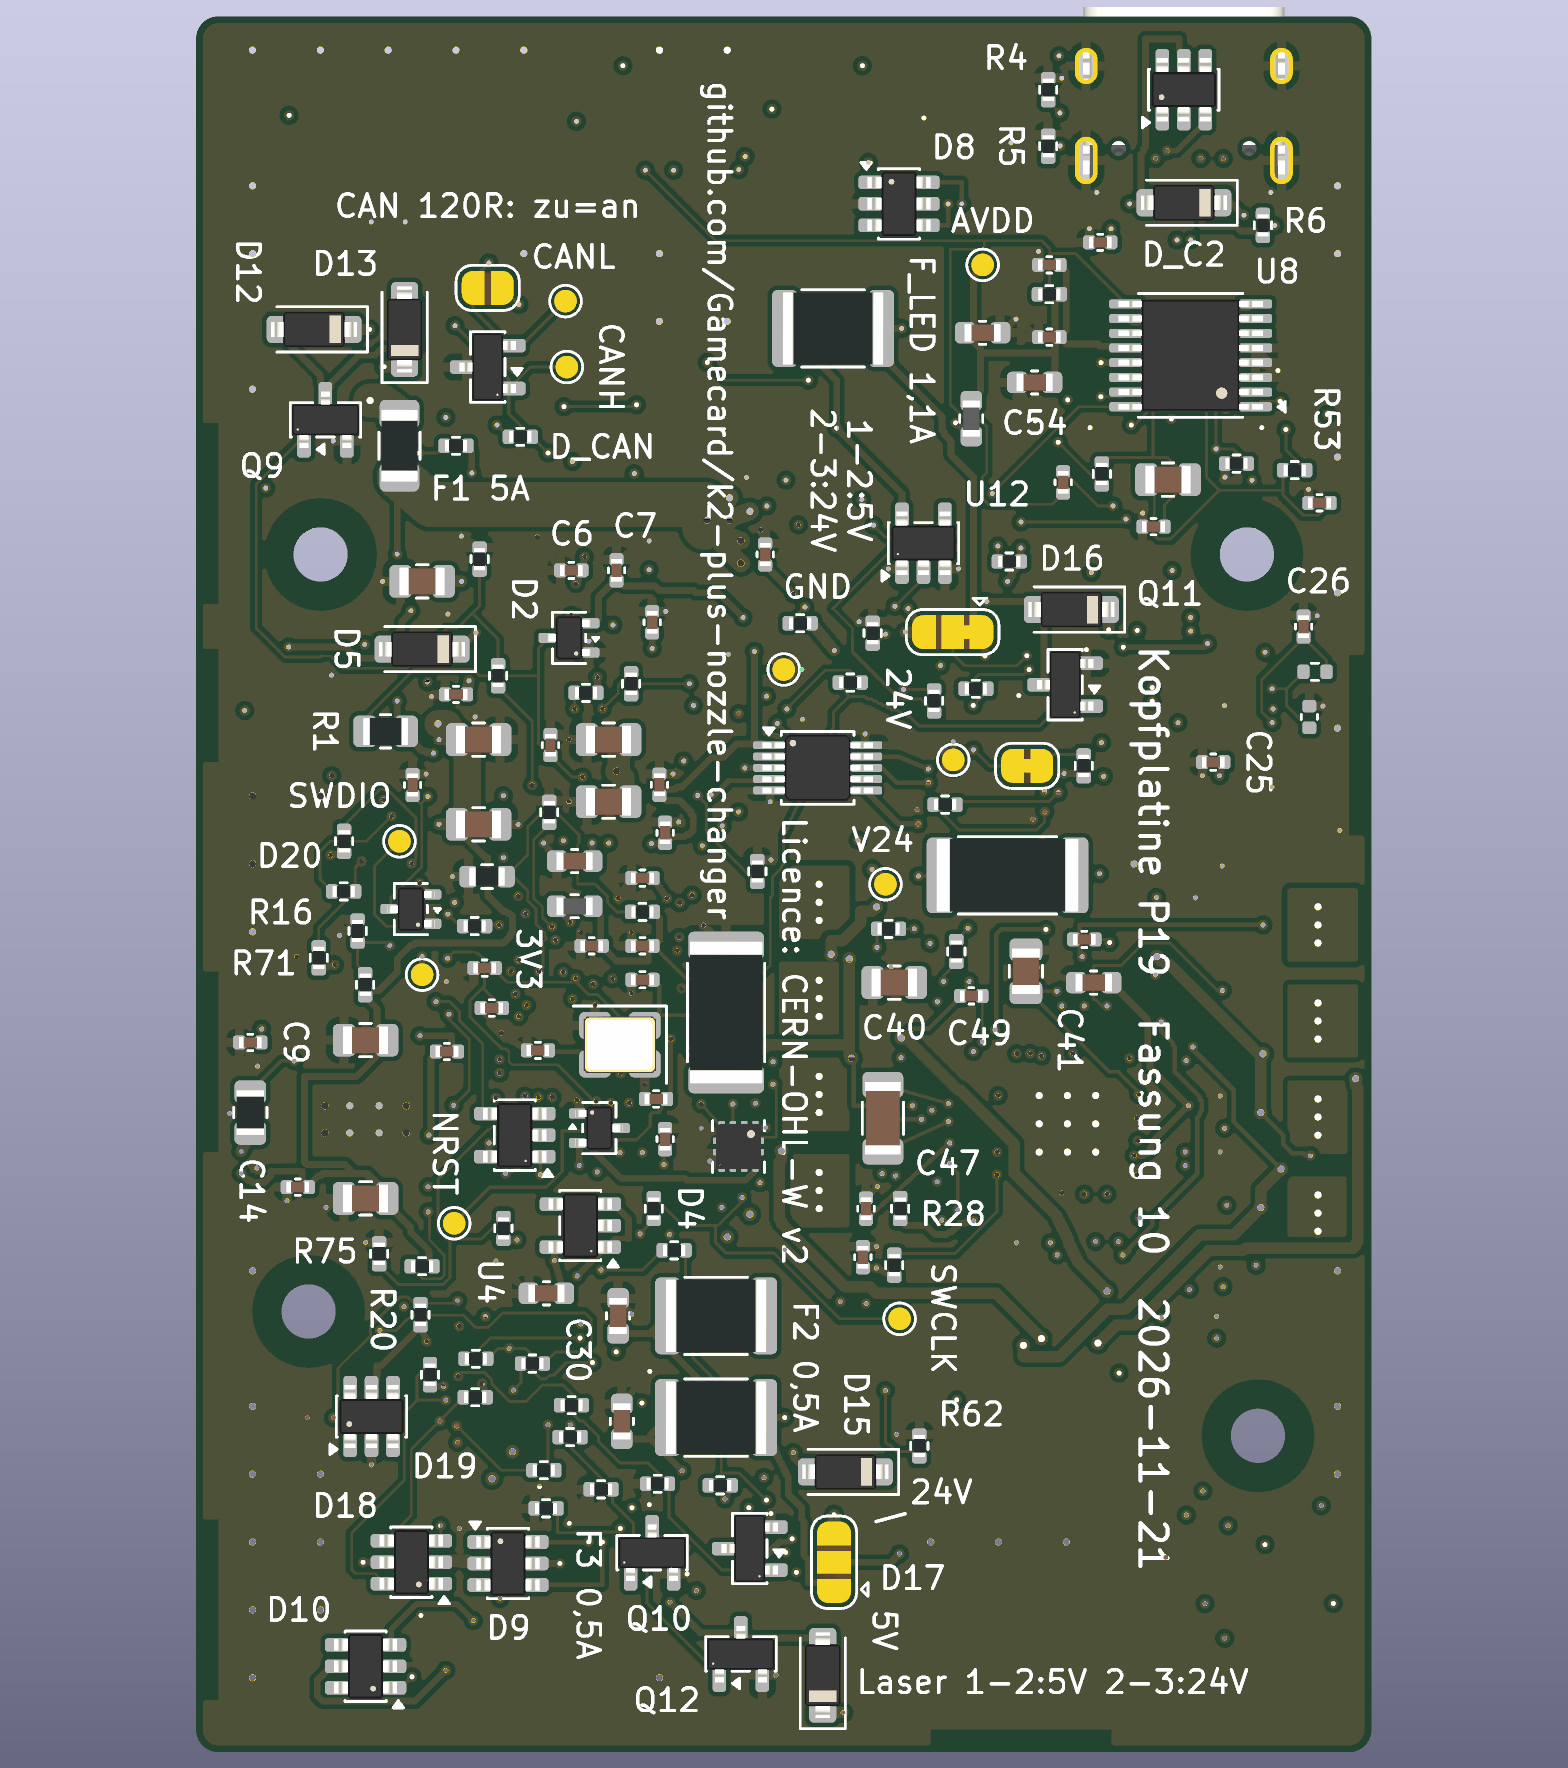 R4
D8
R5
CAN 120R: zu=an
AVDD
R6
D_C2
U8
D12
D13
CANL
CANH
F_LED 1,1A
github.com/Gamecard/k2-plus-nozzle-changer
C54
R53
1-2:5V
2-3:24V
D_CAN
Q9
F1 5A
U12
C6
C7
D16
GND
D2
Q11
C26
D5
24V
Kopfplatine P19 Fassung 10 2026-11-21
R1
C25
SWDIO
V24
D20
Licence: CERN-OHL-W v2
R16
3V3
R71
C9
C40
C49
C41
NRST
C47
C14
D4
R28
R75
U4
SWCLK
R20
C30
F2 0,5A
D15
R62
D19
24V
D18
F3 0,5A
D17
D10
D9
Q10
5V
Q12
Laser 1-2:5V 2-3:24V